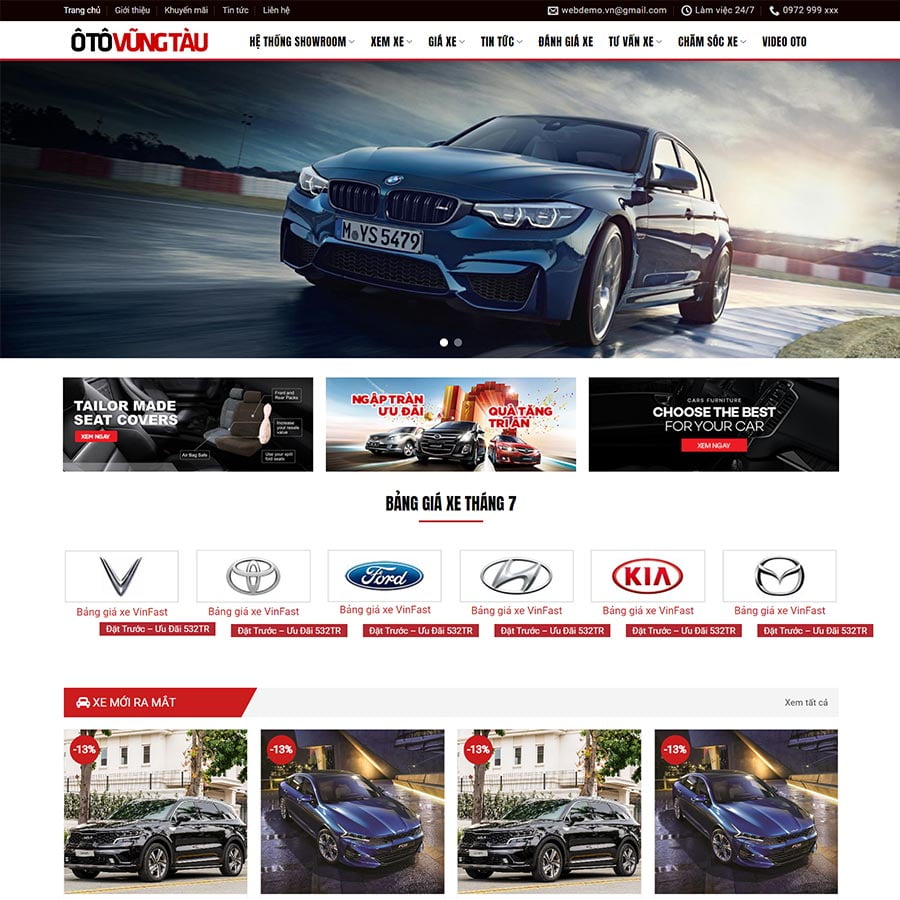 Trang chủ Giới thiệu Khuyến mãi Tin tức Liên hệ webdemo.vn@gmail.com Làm việc 24/7 0972 999 xxx
ÔTÔVŨNGTÀU HỆ THỐNG SHOWROOM XEM XE GIÁ XE TIN TỨC ĐÁNH GIÁ XE TƯ VẤN XE CHĂM SÓC XE VIDEO OTO
M YS 5479
TAILOR MADE
SEAT COVERS
XEM NGAY
Front and
Rear Packs
Increase your
resale
value
Air Bag Safe
Use your split
fold seats
NGẬP TRÀN
ƯU ĐÃI
QUÀ TẶNG
TRI ÂN
CARS FURNITURE
CHOOSE THE BEST
FOR YOUR CAR
XEM NGAY
BẢNG GIÁ XE THÁNG 7
Ford KIA
Bảng giá xe VinFast Bảng giá xe VinFast Bảng giá xe VinFast Bảng giá xe VinFast Bảng giá xe VinFast Bảng giá xe VinFast
Đặt Trước – Ưu Đãi 532TR Đặt Trước – Ưu Đãi 532TR Đặt Trước – Ưu Đãi 532TR Đặt Trước – Ưu Đãi 532TR Đặt Trước – Ưu Đãi 532TR Đặt Trước – Ưu Đãi 532TR
XE MỚI RA MẮT Xem tất cả
-13% -13% -13% -13%